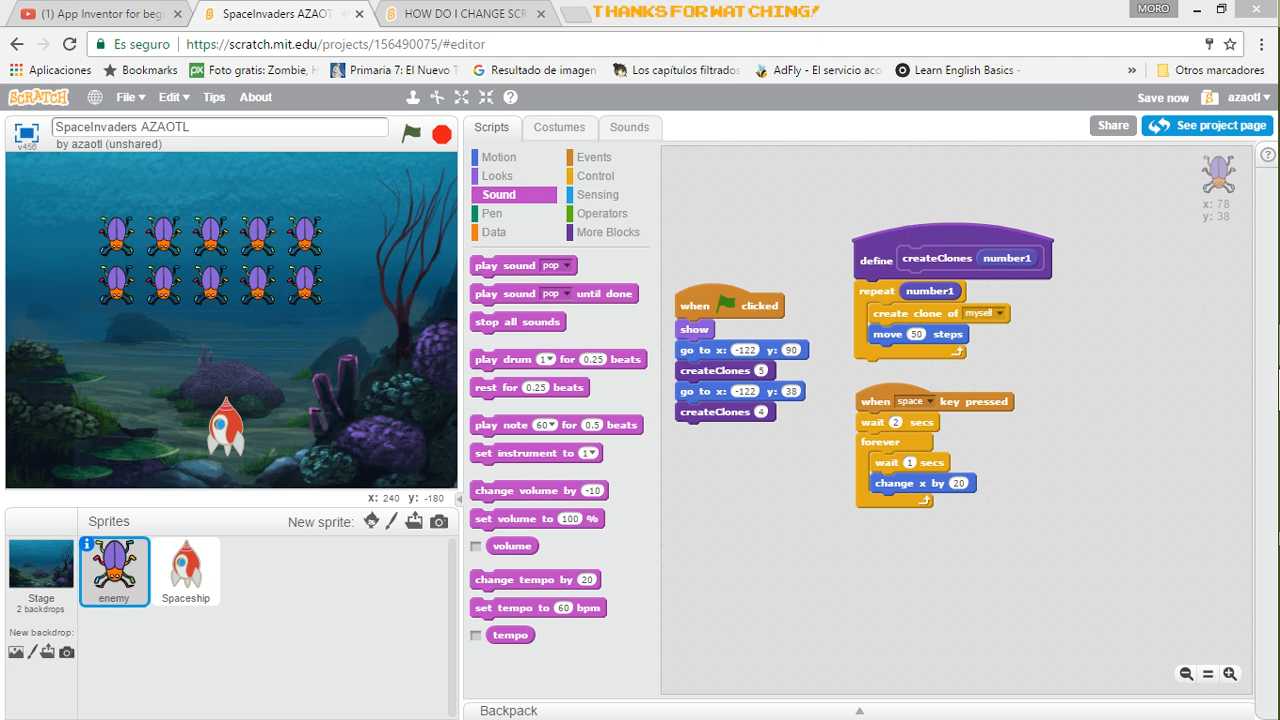 (1) App Inventor for begi
SpaceInvaders AZAOTL
HOW DO I CHANGE SCR
THANKS FOR WATCHING!
MORO
Es seguro
https://scratch.mit.edu/projects/156490075/#editor
Aplicaciones
Bookmarks
Foto gratis: Zombie, H
Primaria 7: El Nuevo T
Resultado de imagen
Los capítulos filtrados
AdFly - El servicio aco
Learn English Basics -
»
Otros marcadores
SCRATCH
File
Edit
Tips
About
Save now
azaotl
SpaceInvaders AZAOTL
by azaotl (unshared)
v456
Scripts
Costumes
Sounds
Share
See project page
Motion
Events
Looks
Control
Sound
Sensing
Pen
Operators
Data
More Blocks
play sound pop
play sound pop until done
stop all sounds
play drum 1 for 0.25 beats
rest for 0.25 beats
play note 60 for 0.5 beats
set instrument to 1
change volume by -10
set volume to 100 %
volume
change tempo by 20
set tempo to 60 bpm
tempo
when clicked
show
go to x: -122 y: 90
createClones 5
go to x: -122 y: 38
createClones 4
define createClones number1
repeat number1
create clone of myself
move 50 steps
when space key pressed
wait 2 secs
forever
wait 1 secs
change x by 20
x: 78
y: 38
x: 240 y: -180
Sprites
New sprite:
Stage
2 backdrops
New backdrop:
enemy
Spaceship
Backpack